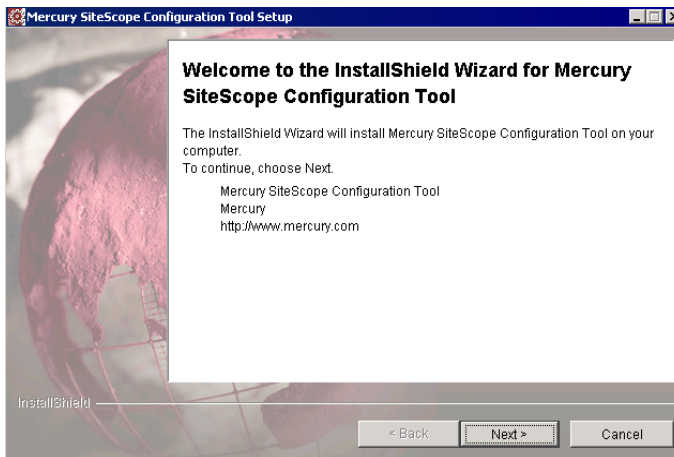 Mercury SiteScope Configuration Tool Setup
Welcome to the InstallShield Wizard for Mercury
SiteScope Configuration Tool
The InstallShield Wizard will install Mercury SiteScope Configuration Tool on your
computer.
To continue, choose Next.
Mercury SiteScope Configuration Tool
Mercury
http://www.mercury.com
InstallShield
< Back
Next >
Cancel